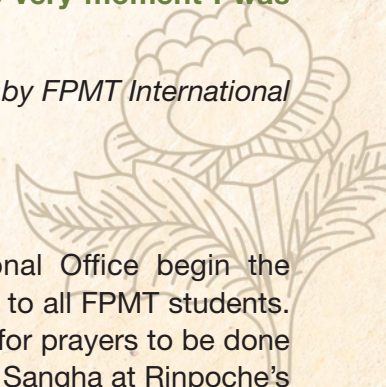 very moment I was
by FPMT International
onal Office begin the
to all FPMT students.
for prayers to be done
Sangha at Rinpoche's